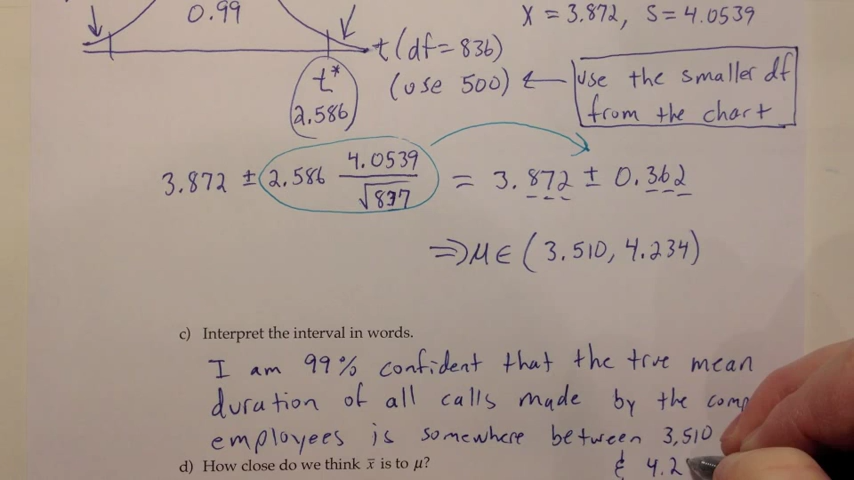 0.99
x = 3.872, S = 4.0539
t (df = 836)
t*
2.586
(use 500) ← use the smaller df
from the chart
3.872 ± 2.586 4.0539/√837 = 3.872 ± 0.362
⇒ μ ∈ (3.510, 4.234)
c) Interpret the interval in words.
I am 99% confident that the true mean
duration of all calls made by the comp
employees is somewhere between 3.510
& 4.2
d) How close do we think x̄ is to μ?